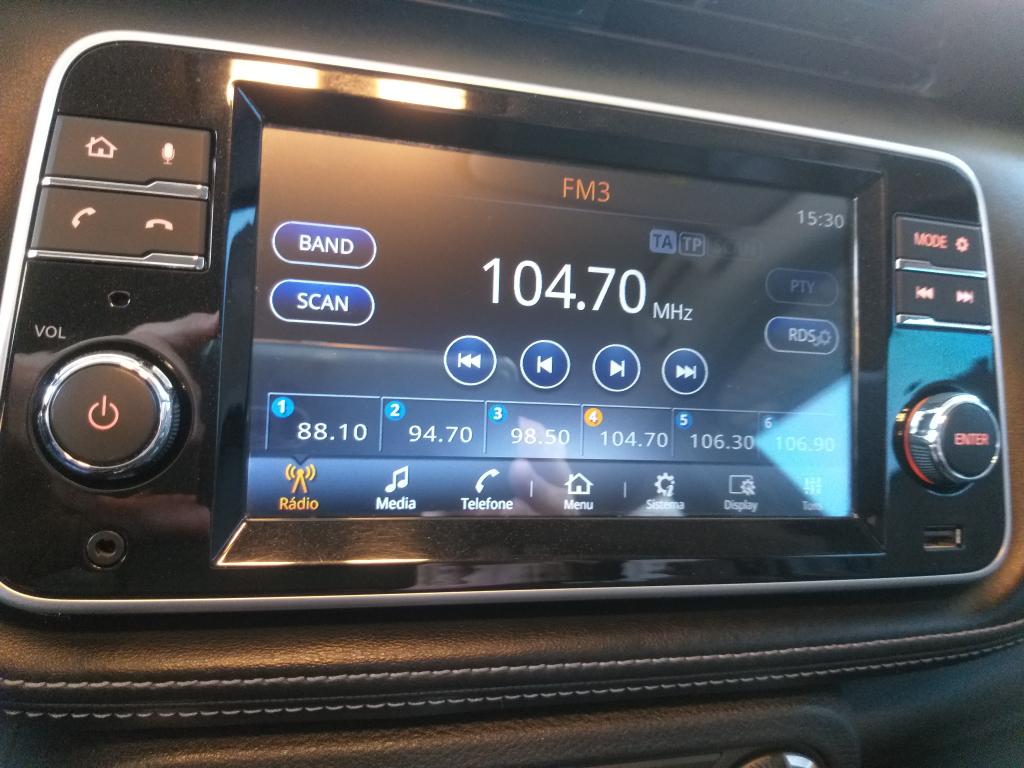 FM3
15:30
TA TP
BAND
SCAN
104.70 MHz
PTY
RDS
MODE
VOL
ENTER
1 88.10
2 94.70
3 98.50
4 104.70
5 106.30
6 106.90
Rádio
Media
Telefone
Menu
Sistema
Display